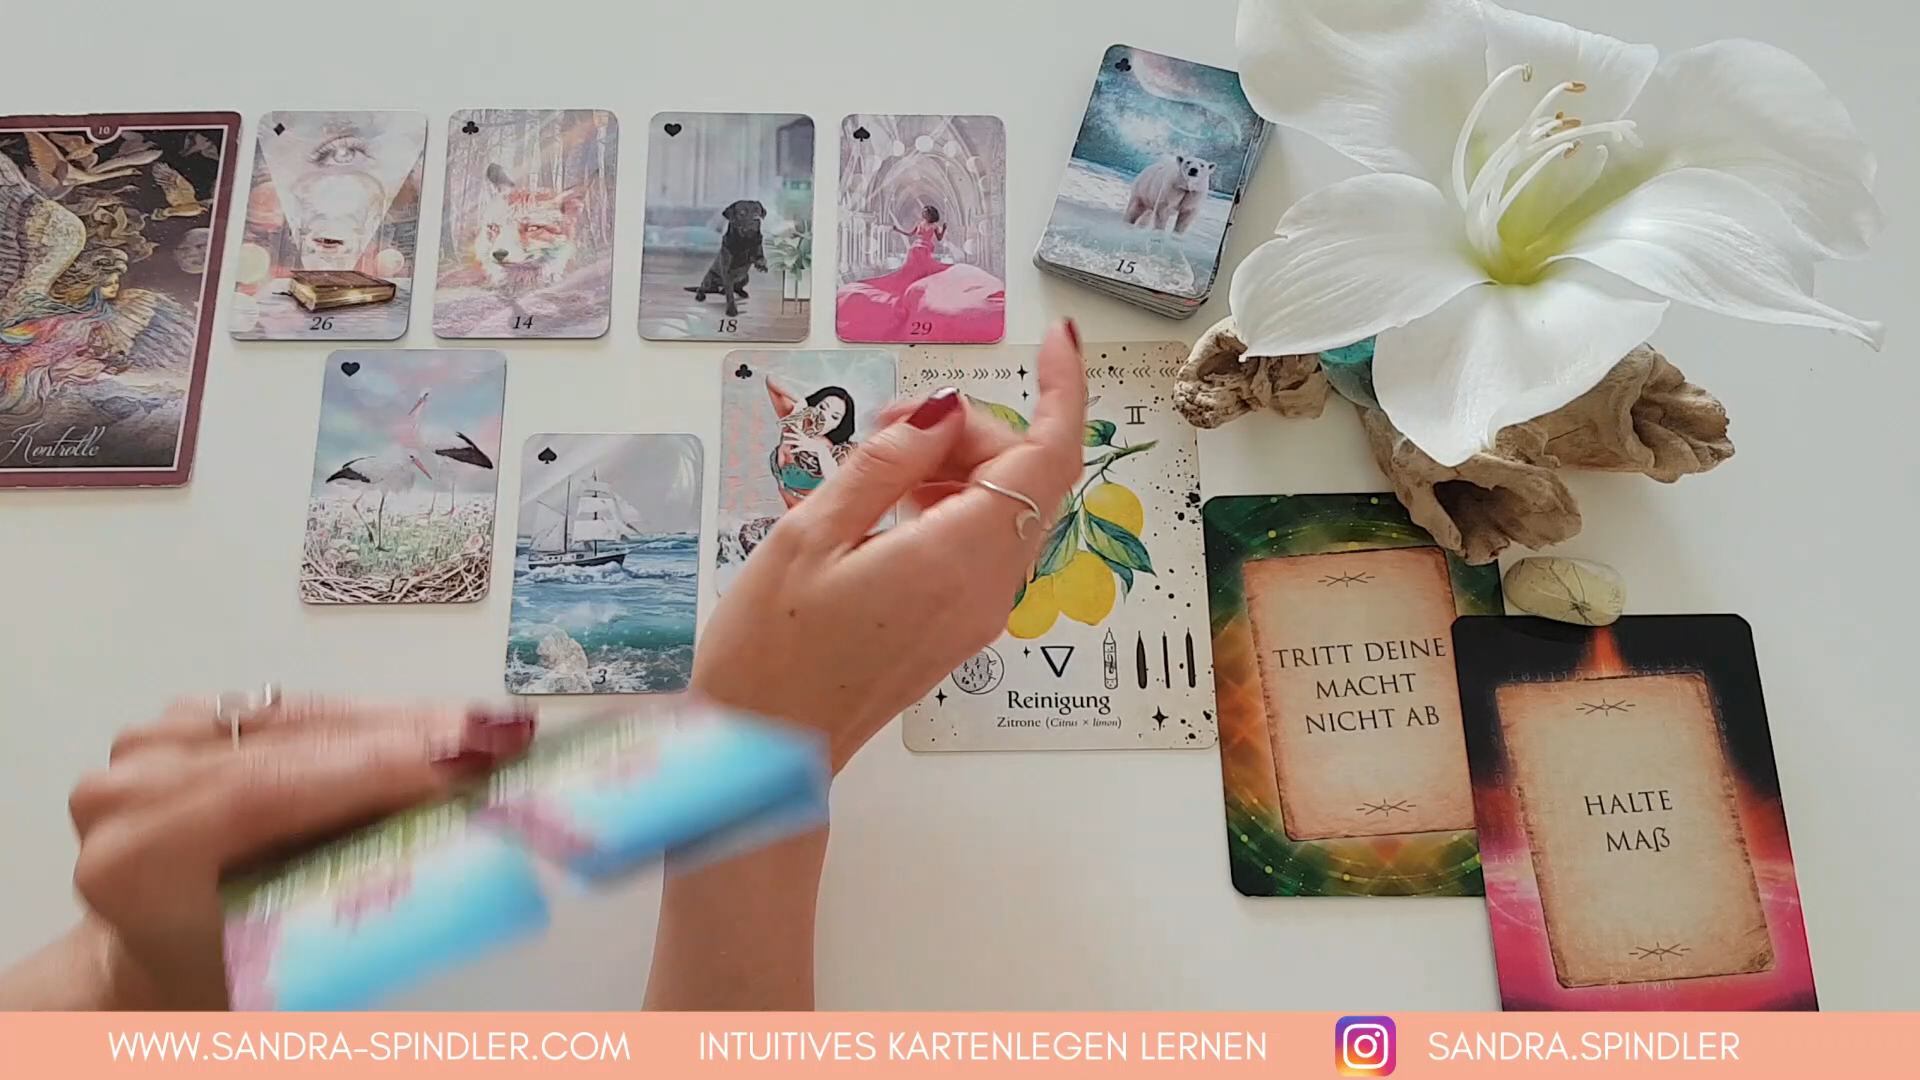 10
26
14
18
29
15
Kontrolle
3
II
Reinigung
Zitrone (Citrus × limon)
TRITT DEINE
MACHT
NICHT AB
HALTE
MAß
WWW.SANDRA-SPINDLER.COM
INTUITIVES KARTENLEGEN LERNEN
SANDRA.SPINDLER